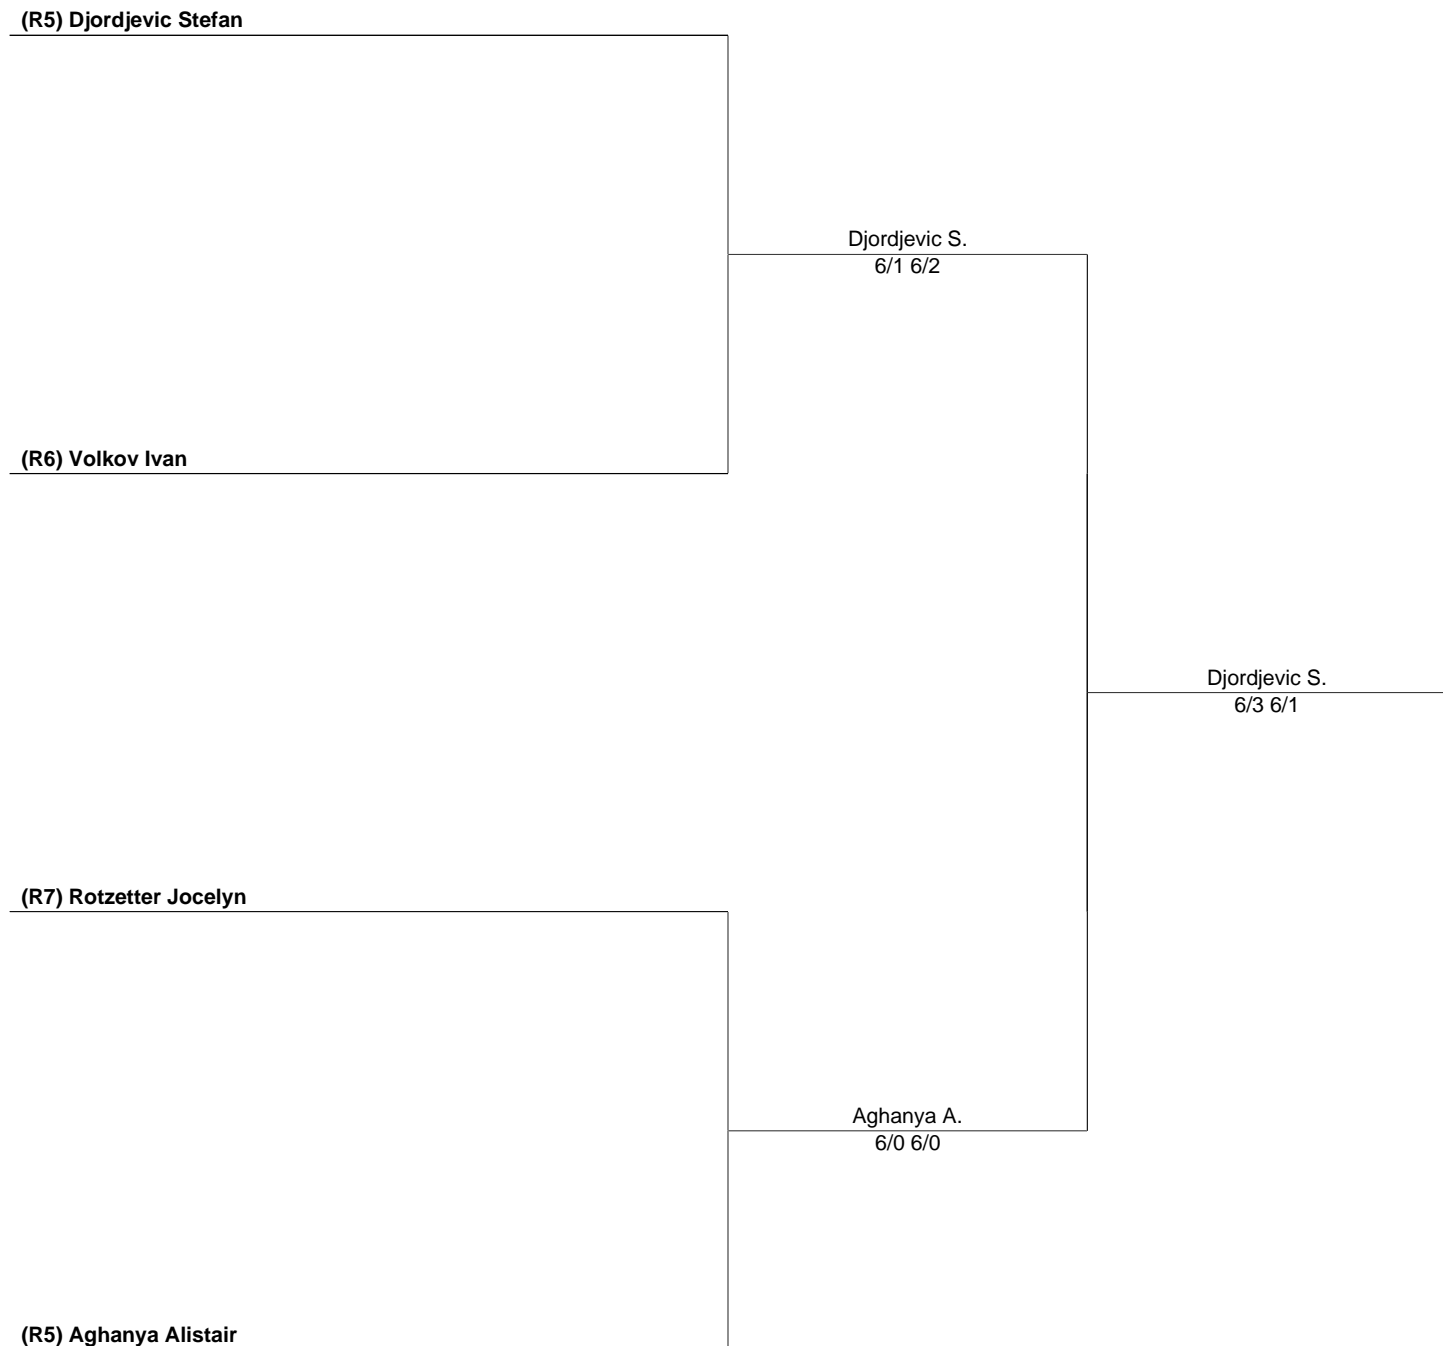 (R5) Djordjevic Stefan
Djordjevic S.
6/1 6/2
(R6) Volkov Ivan
Djordjevic S.
6/3 6/1
(R7) Rotzetter Jocelyn
Aghanya A.
6/0 6/0
(R5) Aghanya Alistair